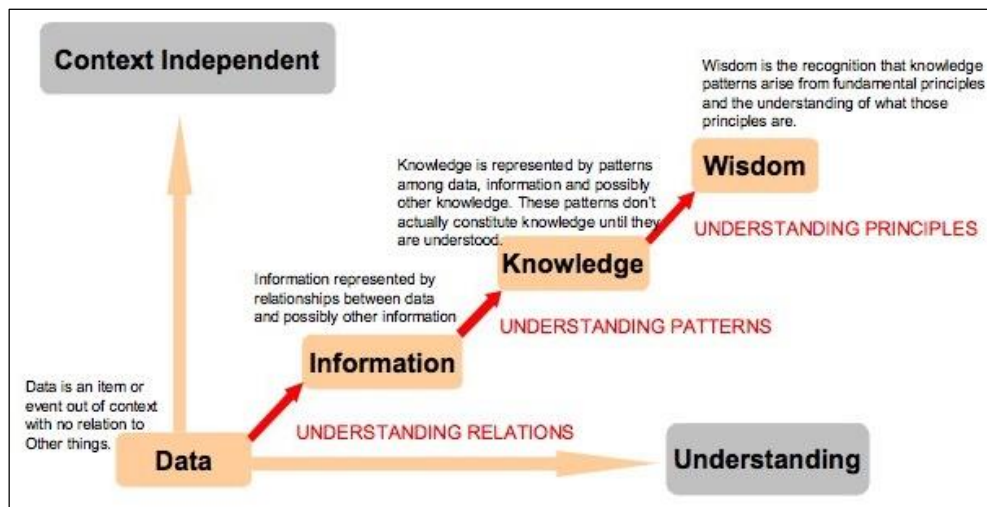 Context Independent
Wisdom is the recognition that knowledge
patterns arise from fundamental principles
and the understanding of what those
principles are.
Wisdom
Knowledge is represented by patterns
among data, information and possibly
other knowledge. These patterns don't
actually constitute knowledge until they
are understood.
UNDERSTANDING PRINCIPLES
Knowledge
Information represented by
relationships between data
and possibly other information
UNDERSTANDING PATTERNS
Information
Data is an item or
event out of context
with no relation to
Other things.
UNDERSTANDING RELATIONS
Data
Understanding